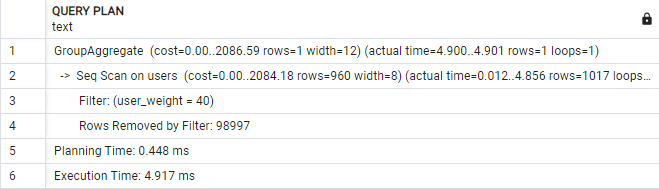 QUERY PLAN
text
1 GroupAggregate (cost=0.00..2086.59 rows=1 width=12) (actual time=4.900..4.901 rows=1 loops=1)
2 -> Seq Scan on users (cost=0.00..2084.18 rows=960 width=8) (actual time=0.012..4.856 rows=1017 loops...
3 Filter: (user_weight = 40)
4 Rows Removed by Filter: 98997
5 Planning Time: 0.448 ms
6 Execution Time: 4.917 ms